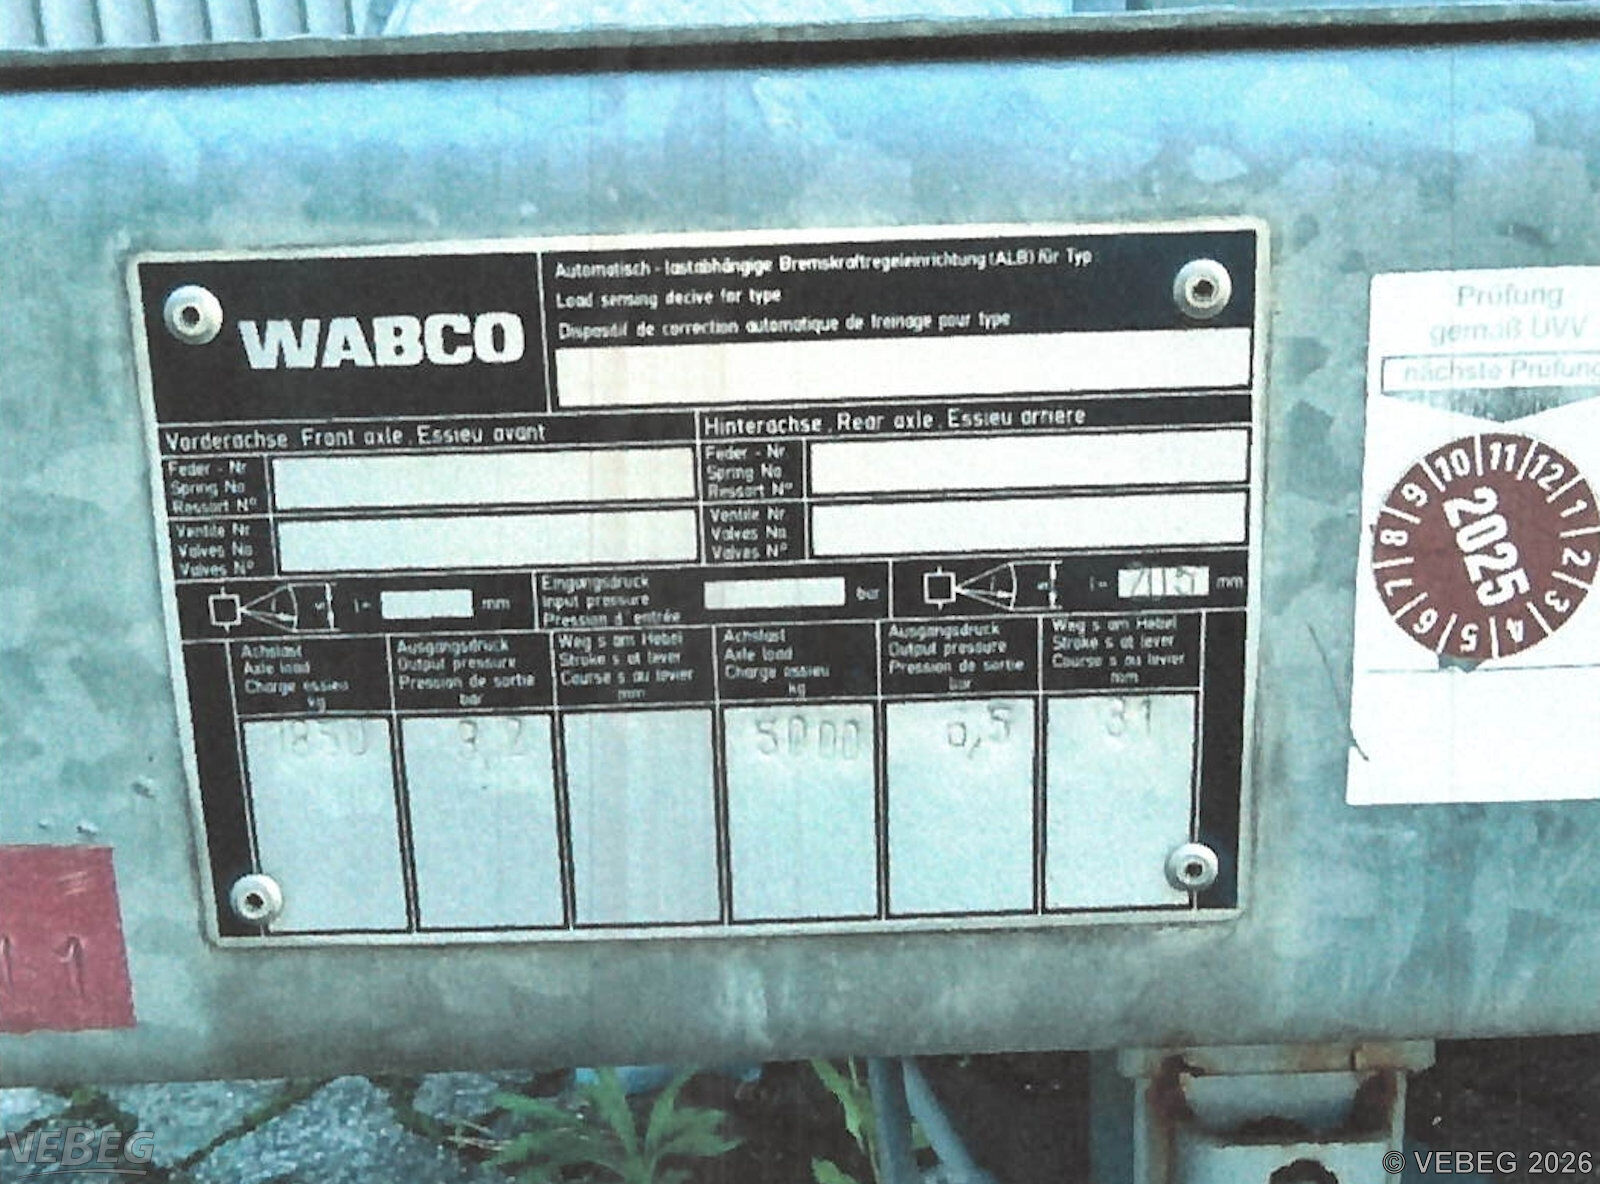 WABCO
Automatisch - lastabhängige Bremskraftregeleinrichtung (ALB) für Typ:
Load sensing decive for type
Dispositif de correction automatique de freinage pour type
Vorderachse, Front axle, Essieu avant
Hinterachse, Rear axle, Essieu arrière
Feder - Nr
Spring No
Ressort N°
Feder - Nr
Spring No
Ressort N°
Ventile Nr
Valves No
Valves N°
Ventile Nr
Valves No
Valves N°
l = mm
Eingangsdruck
Input pressure
Pression d'entrée
bar
l = mm
Achslast
Axle load
Charge essieu
kg
Ausgangsdruck
Output pressure
Pression de sortie
bar
Weg s am Hebel
Stroke s at lever
Course s au levier
mm
Achslast
Axle load
Charge essieu
kg
Ausgangsdruck
Output pressure
Pression de sortie
bar
Weg s am Hebel
Stroke s at lever
Course s au levier
mm
1850
5000
6,5
31
Prüfung
gemäß UVV
nächste Prüfung
10 11 12 1 2 3 4 5 6 7 8 9
2025
11
VEBEG
© VEBEG 2026